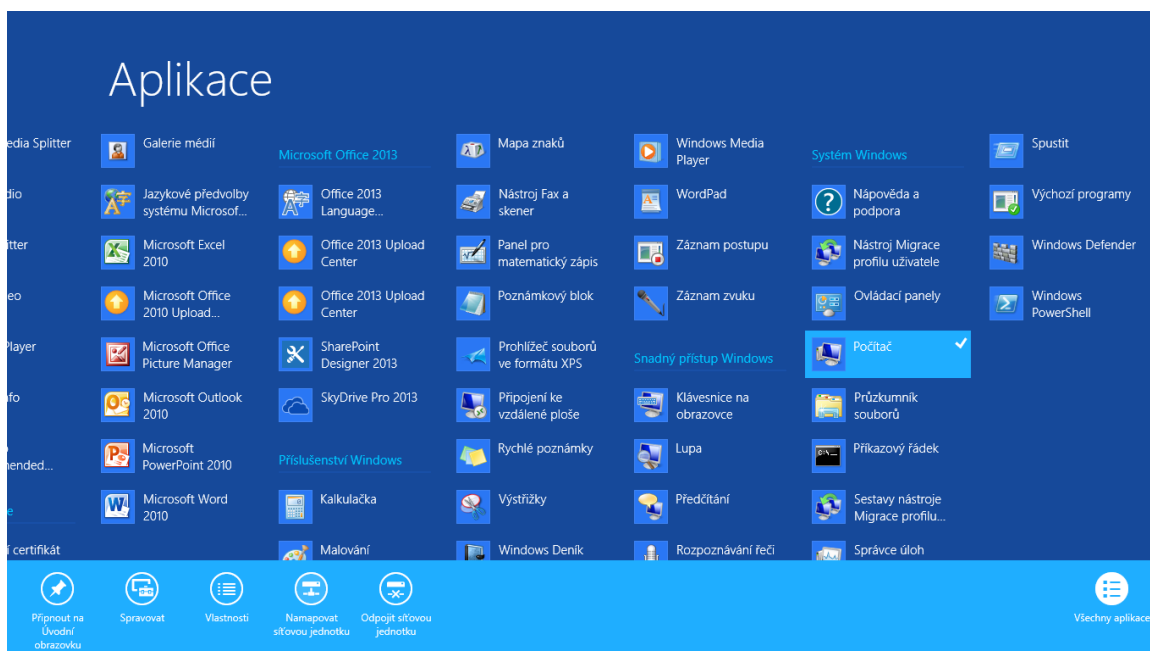 Aplikace
edia Splitter
dio
itter
eo
Player
nfo
mended...
e
í certifikát
Galerie médií
Jazykové předvolby
systému Microsof...
Microsoft Excel
2010
Microsoft Office
2010 Upload...
Microsoft Office
Picture Manager
Microsoft Outlook
2010
Microsoft
PowerPoint 2010
Microsoft Word
2010
Microsoft Office 2013
Office 2013
Language...
Office 2013 Upload
Center
Office 2013 Upload
Center
SharePoint
Designer 2013
SkyDrive Pro 2013
Příslušenství Windows
Kalkulačka
Malování
Mapa znaků
Nástroj Fax a
skener
Panel pro
matematický zápis
Poznámkový blok
Prohlížeč souborů
ve formátu XPS
Připojení ke
vzdálené ploše
Rychlé poznámky
Výstřižky
Windows Deník
Windows Media
Player
WordPad
Záznam postupu
Záznam zvuku
Snadný přístup Windows
Klávesnice na
obrazovce
Lupa
Předčítání
Rozpoznávání řeči
Systém Windows
Nápověda a
podpora
Nástroj Migrace
profilu uživatele
Ovládací panely
Počítač
Průzkumník
souborů
Příkazový řádek
Sestavy nástroje
Migrace profilu...
Správce úloh
Spustit
Výchozí programy
Windows Defender
Windows
PowerShell
Připnout na
Úvodní
obrazovku
Spravovat
Vlastnosti
Namapovat
síťovou jednotku
Odpojit síťovou
jednotku
Všechny aplikace